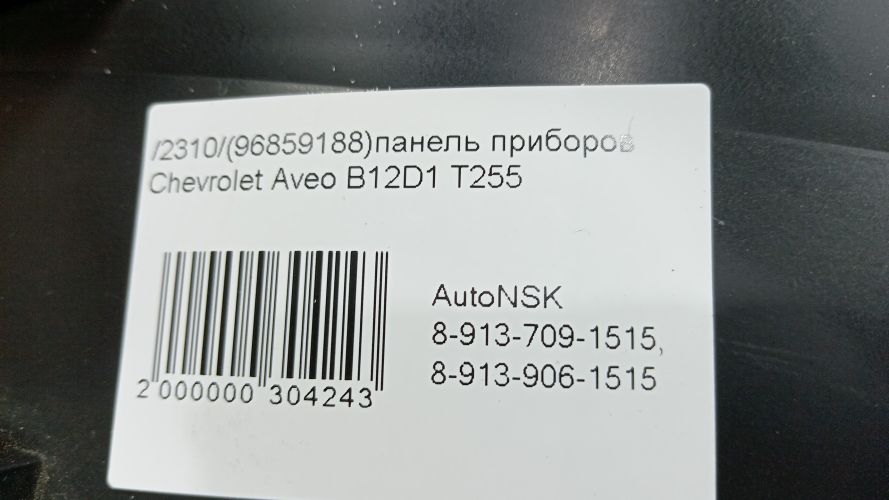 /2310/(96859188)панель приборов
Chevrolet Aveo B12D1 T255
AutoNSK
8-913-709-1515,
8-913-906-1515
2 000000 304243